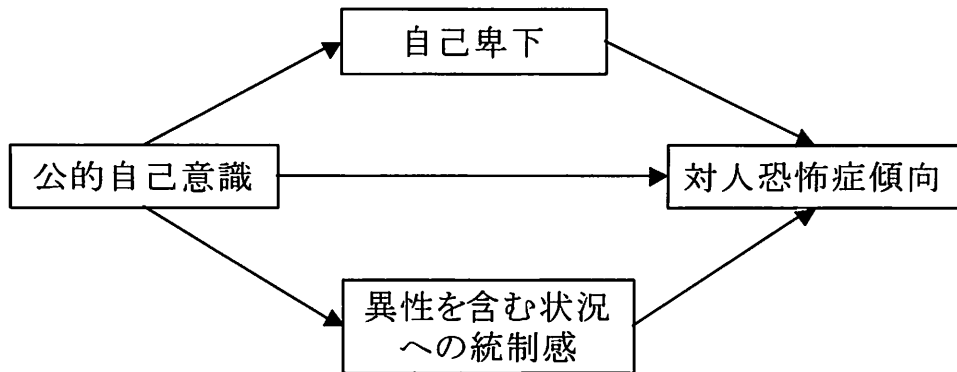 自己卑下
公的自己意識
対人恐怖症傾向
異性を含む状況
への統制感